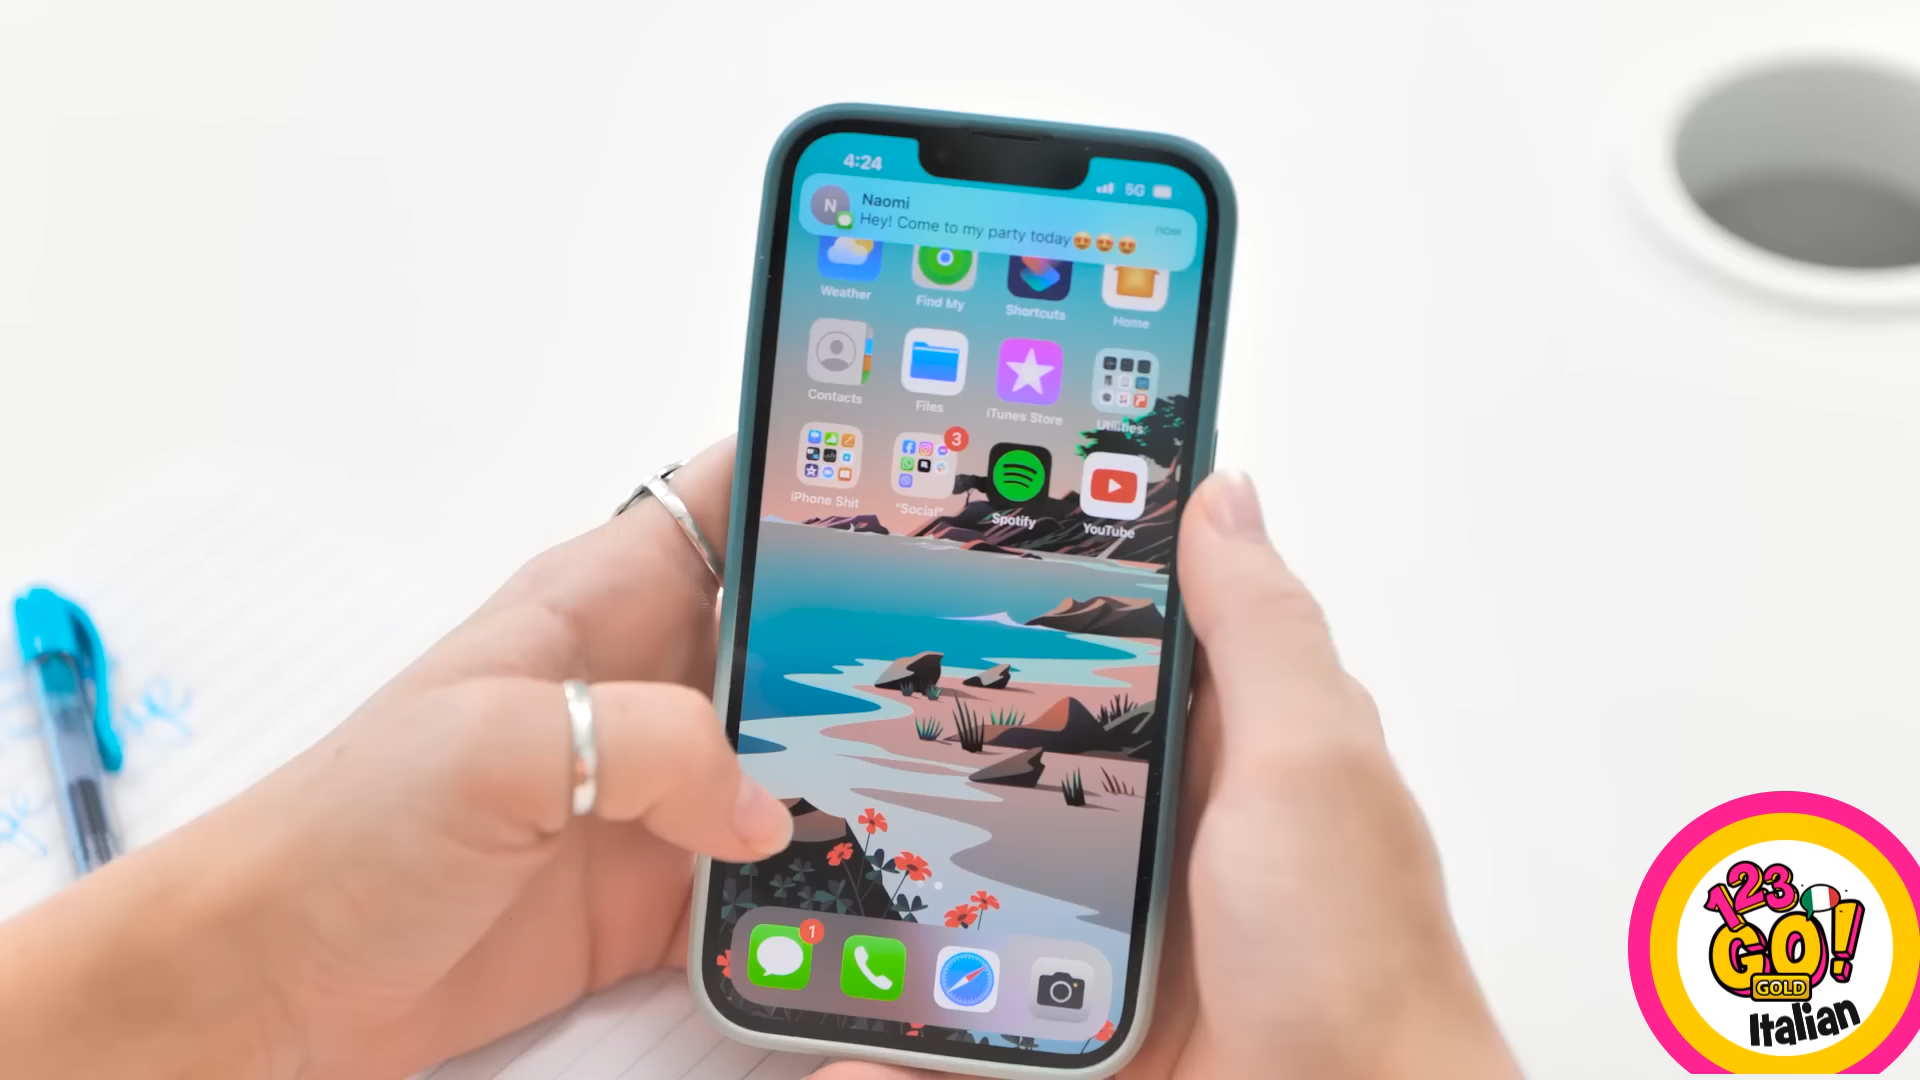 4:24
5G
N
Naomi
Hey! Come to my party today😍😍😍
now
Weather
Find My
Shortcuts
Home
Contacts
Files
iTunes Store
Utilities
3
iPhone Shit
"Social"
Spotify
YouTube
1
123
GO!
GOLD
Italian